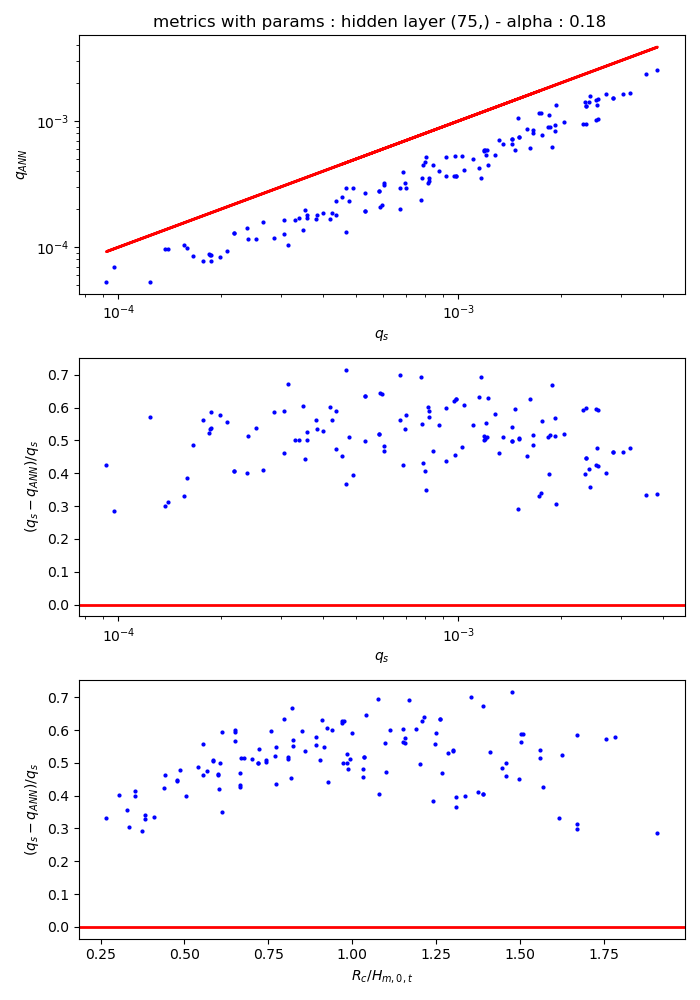 metrics with params : hidden layer (75,) - alpha : 0.18
10⁻³
10⁻⁴
q_ANN
10⁻⁴ 10⁻³
q_s
0.7
0.6
0.5
0.4
0.3
0.2
0.1
0.0
(q_s − q_ANN)/q_s
10⁻⁴ 10⁻³
q_s
0.7
0.6
0.5
0.4
0.3
0.2
0.1
0.0
(q_s − q_ANN)/q_s
0.25 0.50 0.75 1.00 1.25 1.50 1.75
R_c/H_{m,0,t}